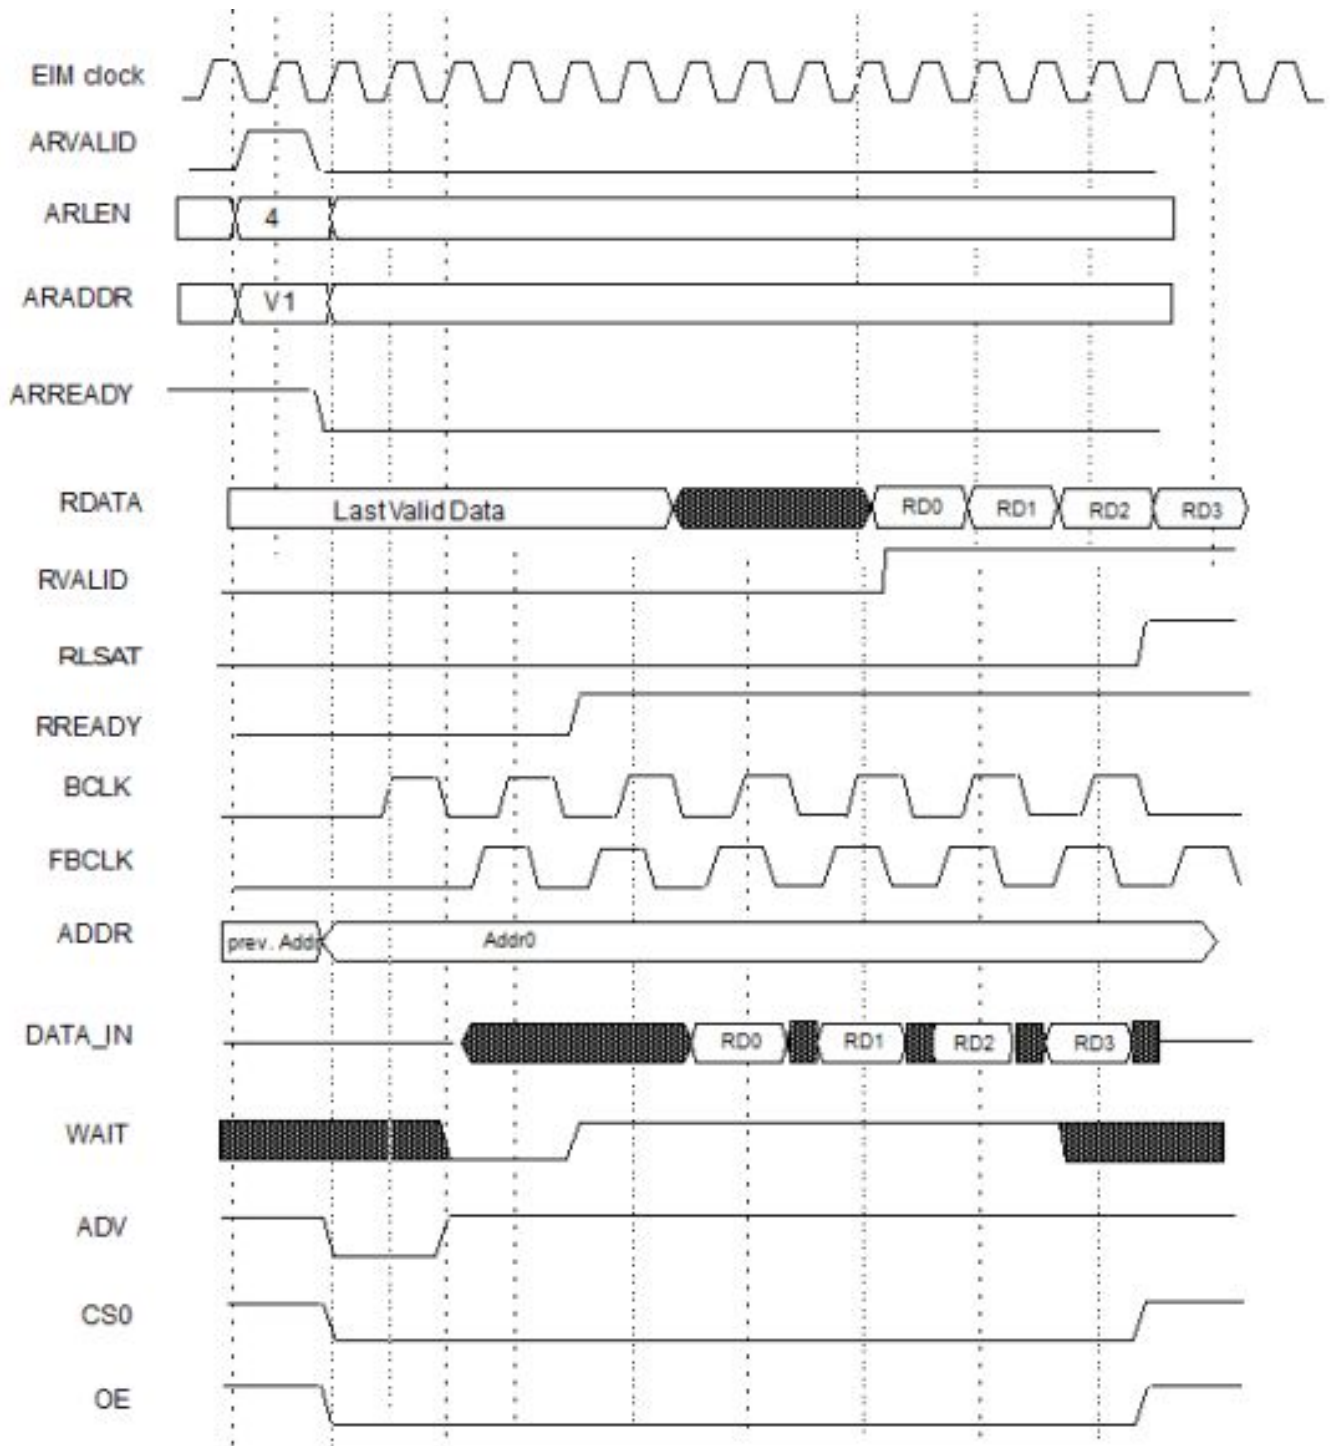 EIM clock
ARVALID
ARLEN 4
ARADDR V1
ARREADY
RDATA Last Valid Data RD0 RD1 RD2 RD3
RVALID
RLSAT
RREADY
BCLK
FBCLK
ADDR prev. Addr Addr0
DATA_IN RD0 RD1 RD2 RD3
WAIT
ADV
CS0
OE